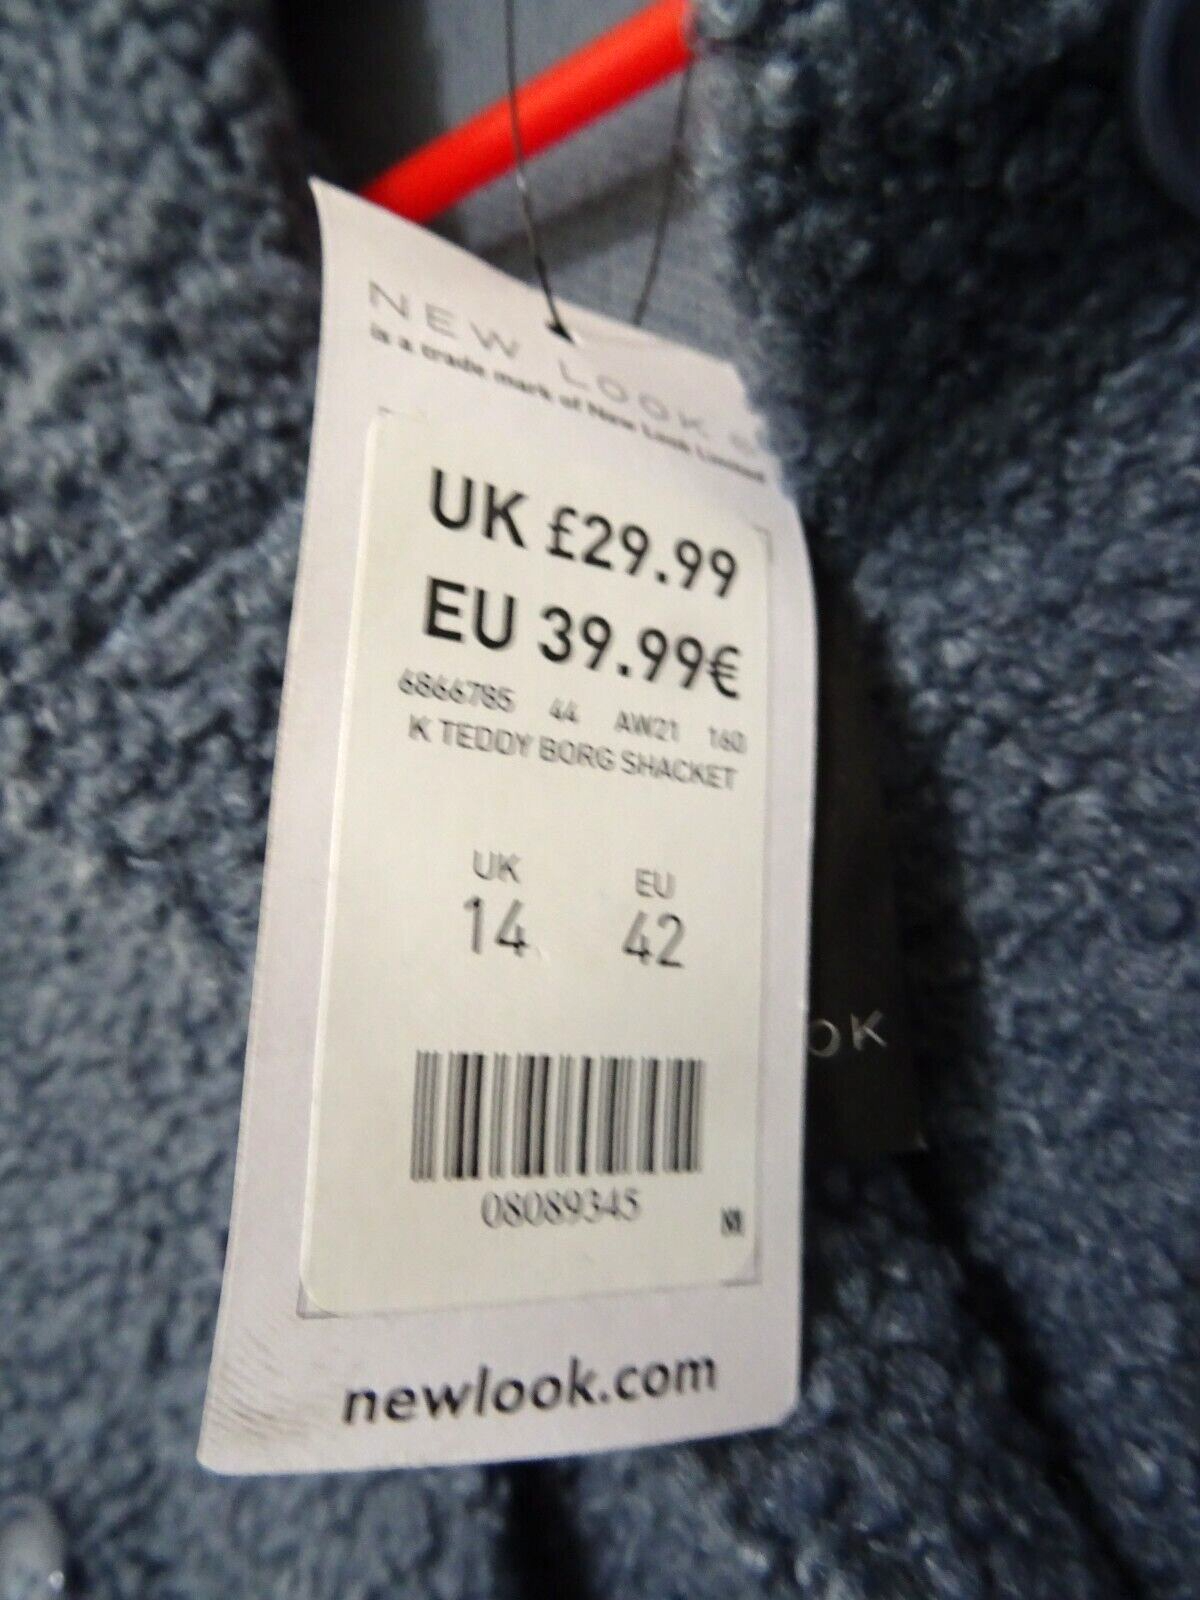 NEW LOOK
is a trade mark of New Look Limited
UK £29.99
EU 39.99€
6866785 44 AW21 160
K TEDDY BORG SHACKET
UK EU
14 42
08089345
newlook.com
OK